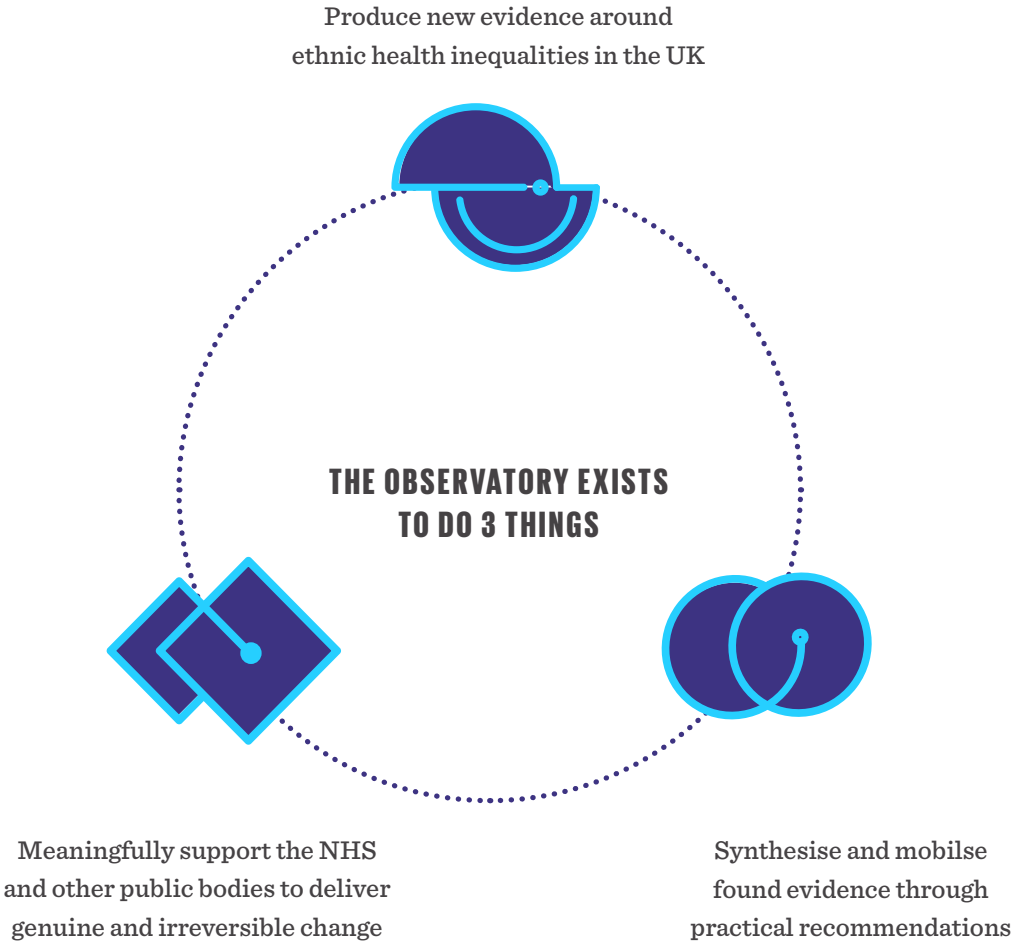 Produce new evidence around
ethnic health inequalities in the UK
THE OBSERVATORY EXISTS
TO DO 3 THINGS
Meaningfully support the NHS
and other public bodies to deliver
genuine and irreversible change
Synthesise and mobilse
found evidence through
practical recommendations